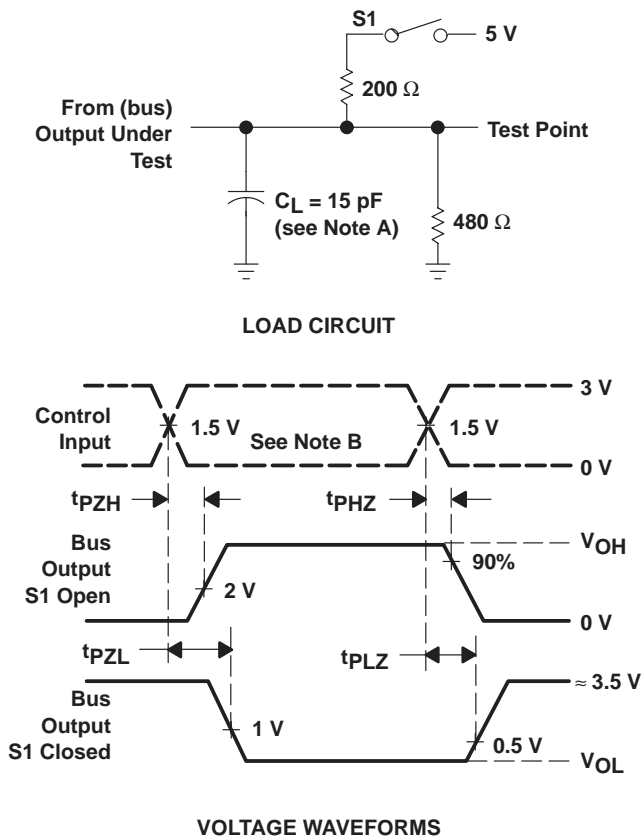 S1
5 V
200 Ω
From (bus)
Output Under
Test
Test Point
CL = 15 pF
(see Note A)
480 Ω
LOAD CIRCUIT
3 V
Control
Input
1.5 V
See Note B
1.5 V
0 V
tPZH
tPHZ
Bus
Output
S1 Open
VOH
90%
2 V
0 V
tPZL
tPLZ
≈ 3.5 V
Bus
Output
S1 Closed
1 V
0.5 V
VOL
VOLTAGE WAVEFORMS